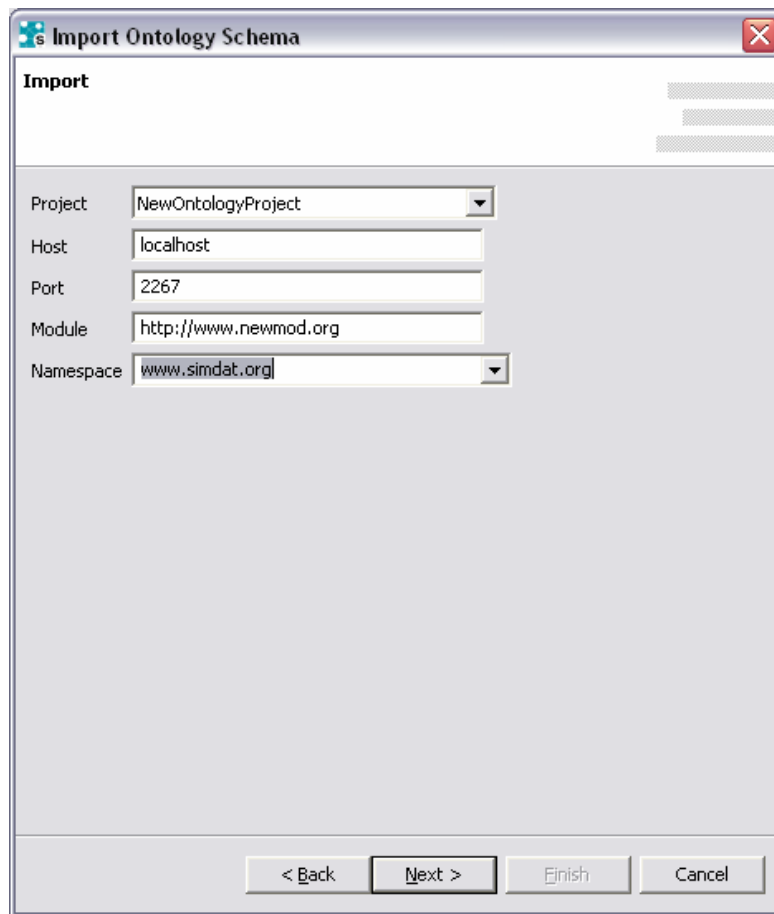 Import Ontology Schema
Import
Project NewOntologyProject
Host localhost
Port 2267
Module http://www.newmod.org
Namespace www.simdat.org
< Back Next > Finish Cancel